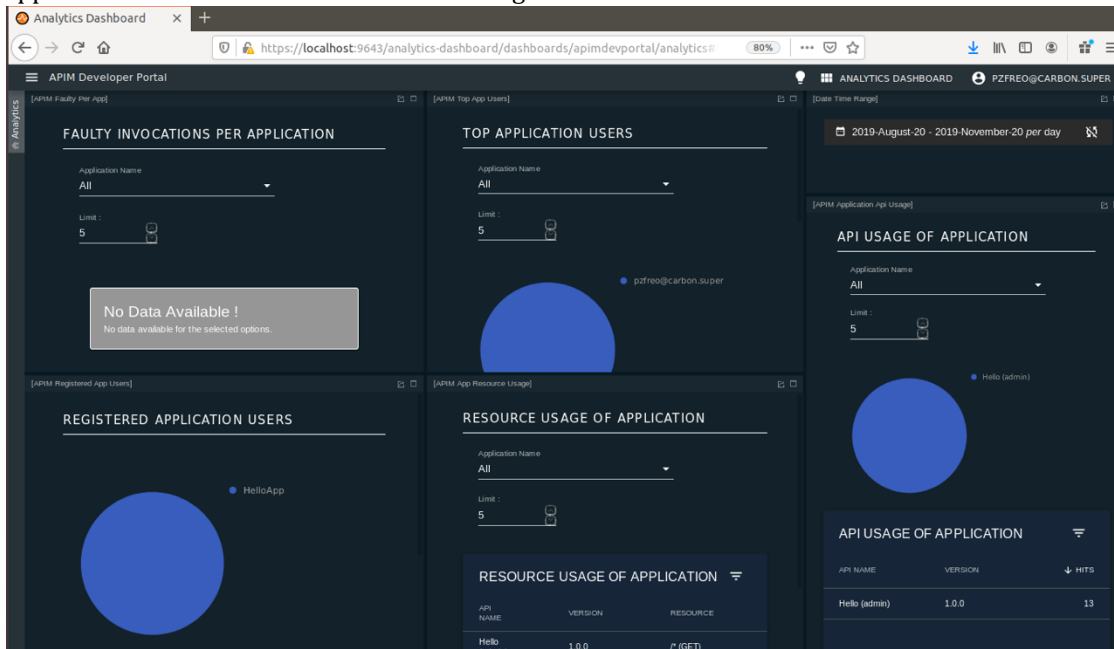 Analytics Dashboard
https://localhost:9643/analytics-dashboard/dashboards/apimdevportal/analytics#
80%
APIM Developer Portal
ANALYTICS DASHBOARD
PZFREO@CARBON.SUPER
Analytics
[APIM Faulty Per App]
FAULTY INVOCATIONS PER APPLICATION
Application Name
All
Limit :
5
No Data Available !
No data available for the selected options.
[APIM Top App Users]
TOP APPLICATION USERS
Application Name
All
Limit :
5
pzfreo@carbon.super
[Date Time Range]
2019-August-20 - 2019-November-20 per day
[APIM Application Api Usage]
API USAGE OF APPLICATION
Application Name
All
Limit :
5
Hello (admin)
API USAGE OF APPLICATION
API NAME VERSION HITS
Hello (admin) 1.0.0 13
[APIM Registered App Users]
REGISTERED APPLICATION USERS
HelloApp
[APIM App Resource Usage]
RESOURCE USAGE OF APPLICATION
Application Name
All
Limit :
5
RESOURCE USAGE OF APPLICATION
API NAME VERSION RESOURCE
Hello 1.0.0 /* (GET)